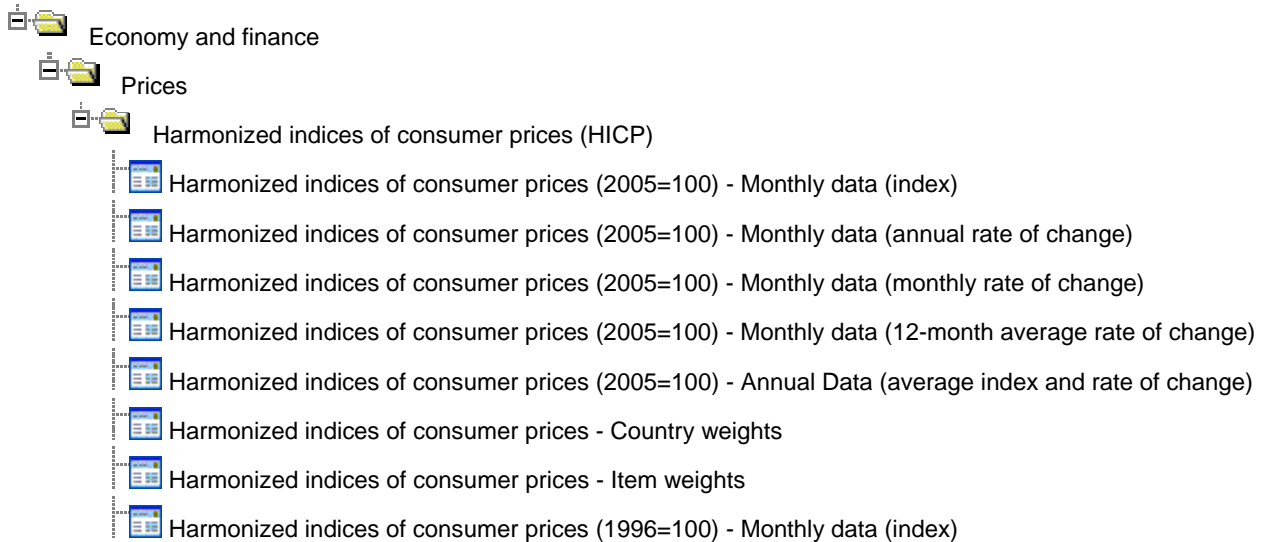 Economy and finance
Prices
Harmonized indices of consumer prices (HICP)
Harmonized indices of consumer prices (2005=100) - Monthly data (index)
Harmonized indices of consumer prices (2005=100) - Monthly data (annual rate of change)
Harmonized indices of consumer prices (2005=100) - Monthly data (monthly rate of change)
Harmonized indices of consumer prices (2005=100) - Monthly data (12-month average rate of change)
Harmonized indices of consumer prices (2005=100) - Annual Data (average index and rate of change)
Harmonized indices of consumer prices - Country weights
Harmonized indices of consumer prices - Item weights
Harmonized indices of consumer prices (1996=100) - Monthly data (index)